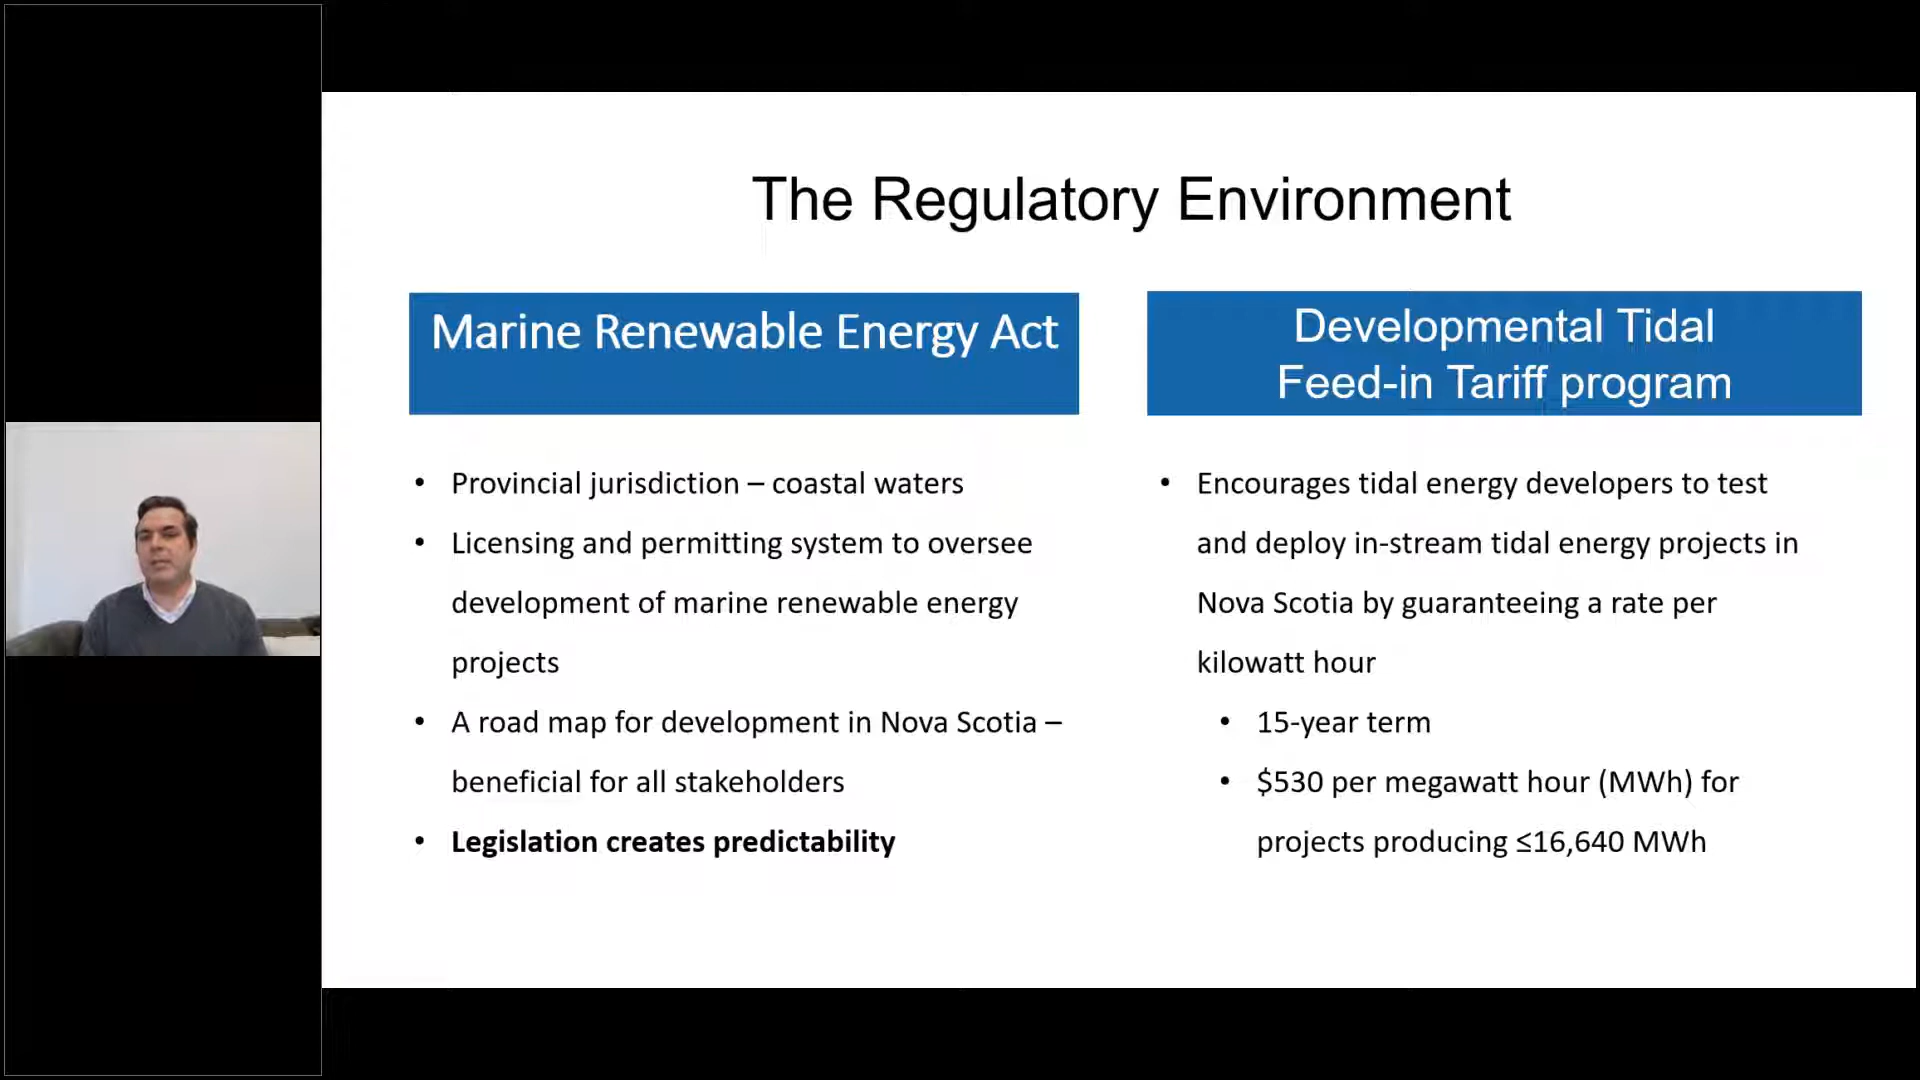 The Regulatory Environment
Marine Renewable Energy Act
• Provincial jurisdiction – coastal waters
• Licensing and permitting system to oversee
development of marine renewable energy
projects
• A road map for development in Nova Scotia –
beneficial for all stakeholders
• Legislation creates predictability
Developmental Tidal
Feed-in Tariff program
• Encourages tidal energy developers to test
and deploy in-stream tidal energy projects in
Nova Scotia by guaranteeing a rate per
kilowatt hour
• 15-year term
• $530 per megawatt hour (MWh) for
projects producing ≤16,640 MWh